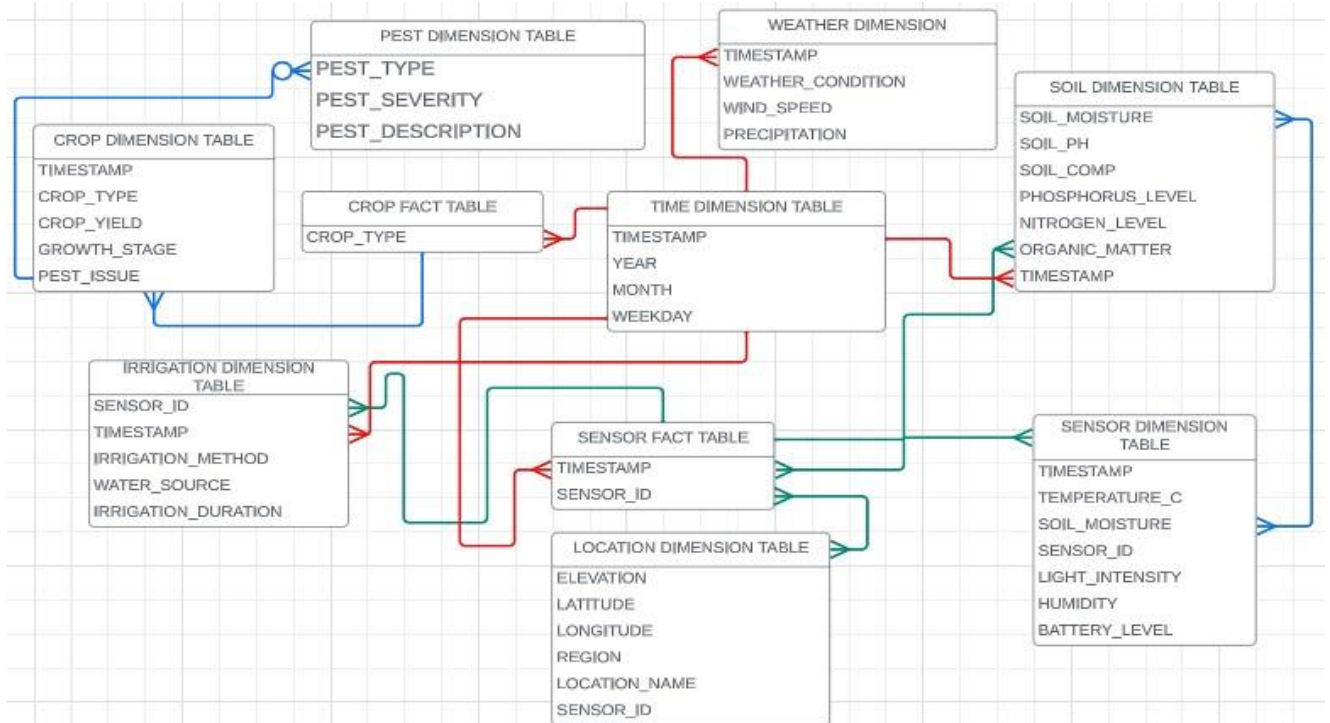 PEST DIMENSION TABLE
PEST_TYPE
PEST_SEVERITY
PEST_DESCRIPTION
WEATHER DIMENSION
TIMESTAMP
WEATHER_CONDITION
WIND_SPEED
PRECIPITATION
SOIL DIMENSION TABLE
SOIL_MOISTURE
SOIL_PH
SOIL_COMP
PHOSPHORUS_LEVEL
NITROGEN_LEVEL
ORGANIC_MATTER
TIMESTAMP
CROP DIMENSION TABLE
TIMESTAMP
CROP_TYPE
CROP_YIELD
GROWTH_STAGE
PEST_ISSUE
CROP FACT TABLE
CROP_TYPE
TIME DIMENSION TABLE
TIMESTAMP
YEAR
MONTH
WEEKDAY
IRRIGATION DIMENSION
TABLE
SENSOR_ID
TIMESTAMP
IRRIGATION_METHOD
WATER_SOURCE
IRRIGATION_DURATION
SENSOR FACT TABLE
TIMESTAMP
SENSOR_ID
SENSOR DIMENSION
TABLE
TIMESTAMP
TEMPERATURE_C
SOIL_MOISTURE
SENSOR_ID
LIGHT_INTENSITY
HUMIDITY
BATTERY_LEVEL
LOCATION DIMENSION TABLE
ELEVATION
LATITUDE
LONGITUDE
REGION
LOCATION_NAME
SENSOR_ID